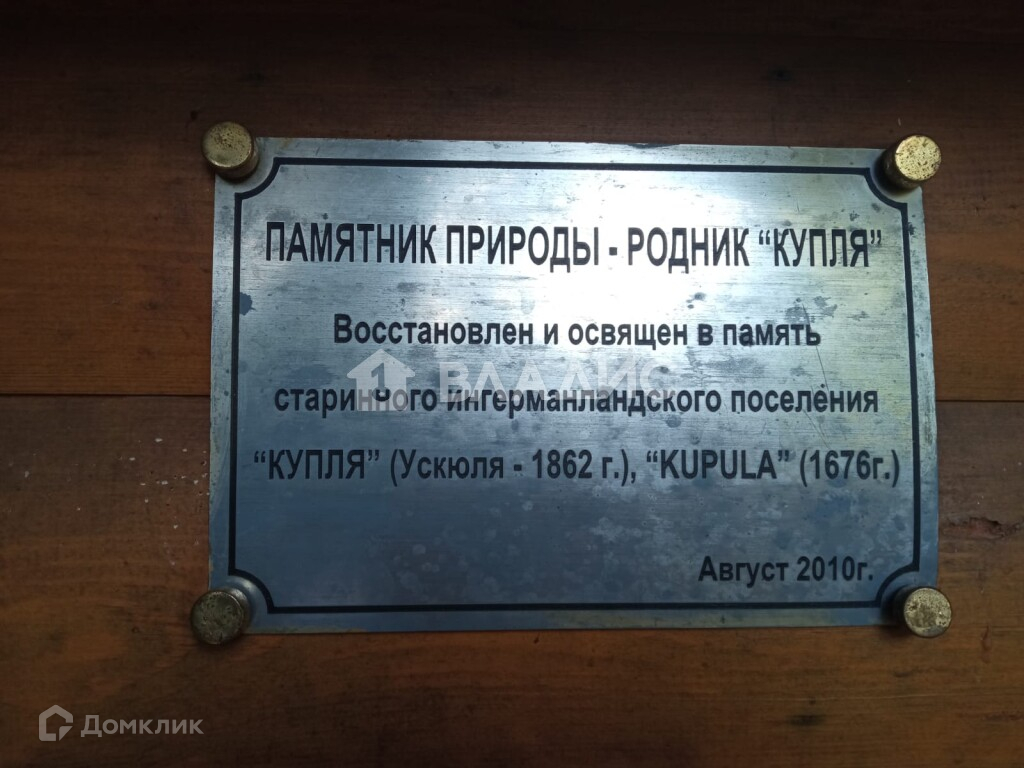 ПАМЯТНИК ПРИРОДЫ - РОДНИК “КУПЛЯ”
Восстановлен и освящен в память
ВЛАДИС
старинного ингерманландского поселения
“КУПЛЯ” (Ускюля - 1862 г.), “KUPULA” (1676г.)
Август 2010г.
Домклик